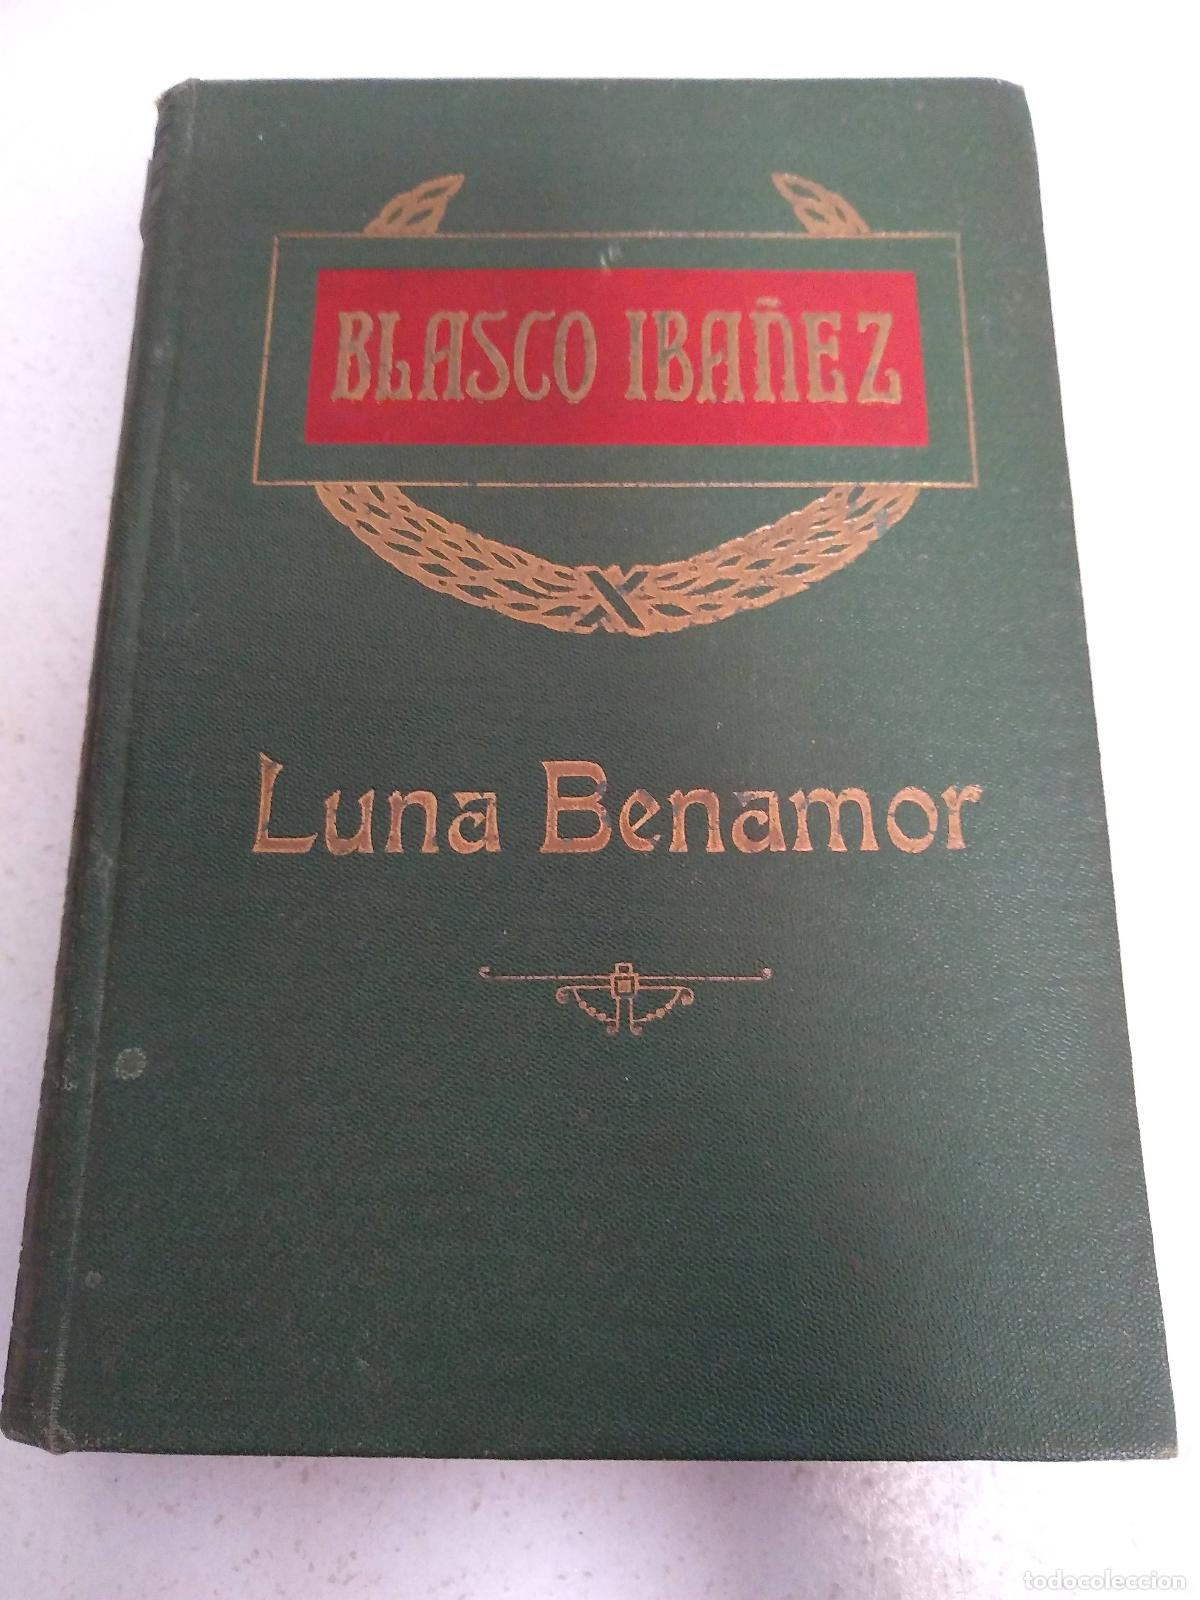 BLASCO IBAÑEZ
Luna Benamor
todocoleccion